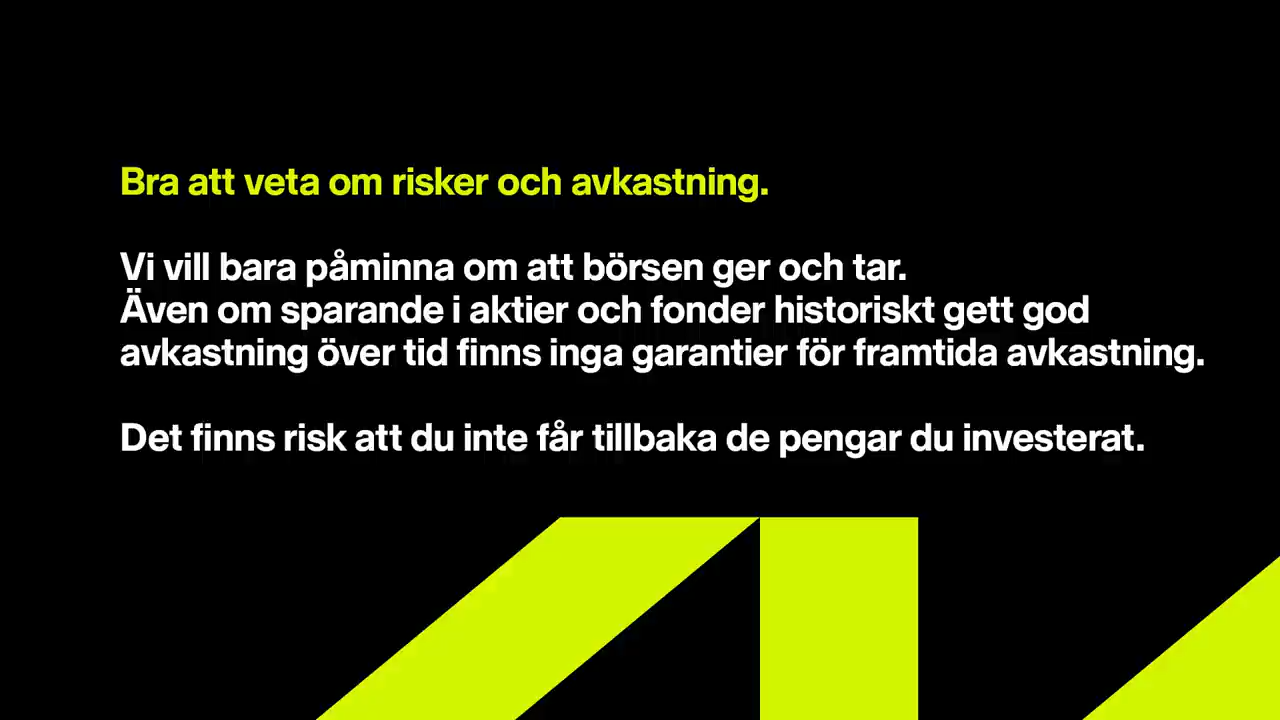 Bra att veta om risker och avkastning.
Vi vill bara påminna om att börsen ger och tar.
Även om sparande i aktier och fonder historiskt gett god
avkastning över tid finns inga garantier för framtida avkastning.
Det finns risk att du inte får tillbaka de pengar du investerat.